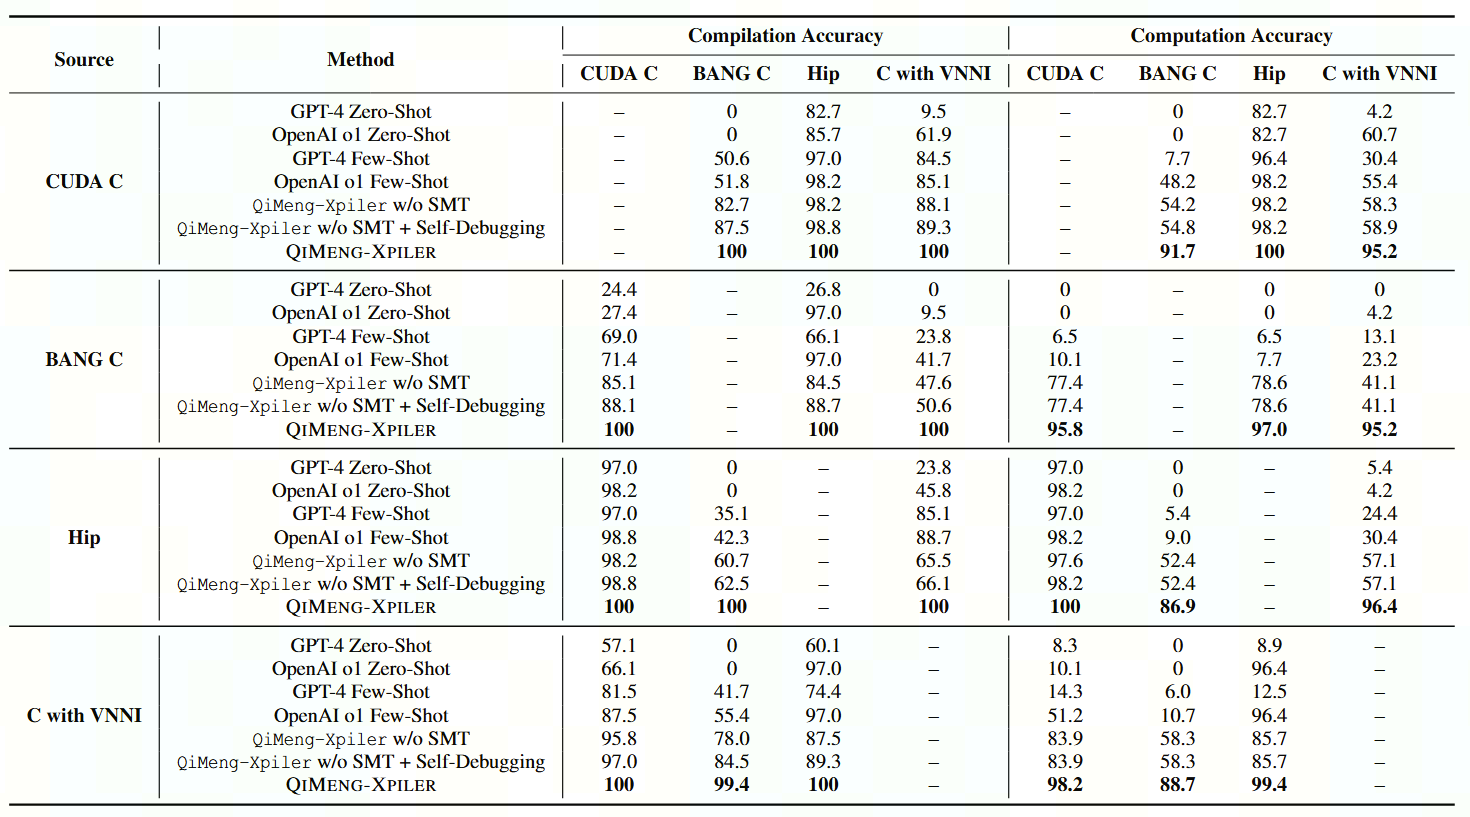 Source Method Compilation Accuracy Computation Accuracy
CUDA C BANG C Hip C with VNNI CUDA C BANG C Hip C with VNNI
GPT-4 Zero-Shot – 0 82.7 9.5 – 0 82.7 4.2
OpenAI o1 Zero-Shot – 0 85.7 61.9 – 0 82.7 60.7
GPT-4 Few-Shot – 50.6 97.0 84.5 – 7.7 96.4 30.4
CUDA C OpenAI o1 Few-Shot – 51.8 98.2 85.1 – 48.2 98.2 55.4
QiMeng-Xpiler w/o SMT – 82.7 98.2 88.1 – 54.2 98.2 58.3
QiMeng-Xpiler w/o SMT + Self-Debugging – 87.5 98.8 89.3 – 54.8 98.2 58.9
QIMENG-XPILER – 100 100 100 – 91.7 100 95.2
GPT-4 Zero-Shot 24.4 – 26.8 0 0 – 0 0
OpenAI o1 Zero-Shot 27.4 – 97.0 9.5 0 – 0 4.2
GPT-4 Few-Shot 69.0 – 66.1 23.8 6.5 – 6.5 13.1
BANG C OpenAI o1 Few-Shot 71.4 – 97.0 41.7 10.1 – 7.7 23.2
QiMeng-Xpiler w/o SMT 85.1 – 84.5 47.6 77.4 – 78.6 41.1
QiMeng-Xpiler w/o SMT + Self-Debugging 88.1 – 88.7 50.6 77.4 – 78.6 41.1
QIMENG-XPILER 100 – 100 100 95.8 – 97.0 95.2
GPT-4 Zero-Shot 97.0 0 – 23.8 97.0 0 – 5.4
OpenAI o1 Zero-Shot 98.2 0 – 45.8 98.2 0 – 4.2
GPT-4 Few-Shot 97.0 35.1 – 85.1 97.0 5.4 – 24.4
Hip OpenAI o1 Few-Shot 98.8 42.3 – 88.7 98.2 9.0 – 30.4
QiMeng-Xpiler w/o SMT 98.2 60.7 – 65.5 97.6 52.4 – 57.1
QiMeng-Xpiler w/o SMT + Self-Debugging 98.8 62.5 – 66.1 98.2 52.4 – 57.1
QIMENG-XPILER 100 100 – 100 100 86.9 – 96.4
GPT-4 Zero-Shot 57.1 0 60.1 – 8.3 0 8.9 –
OpenAI o1 Zero-Shot 66.1 0 97.0 – 10.1 0 96.4 –
GPT-4 Few-Shot 81.5 41.7 74.4 – 14.3 6.0 12.5 –
C with VNNI OpenAI o1 Few-Shot 87.5 55.4 97.0 – 51.2 10.7 96.4 –
QiMeng-Xpiler w/o SMT 95.8 78.0 87.5 – 83.9 58.3 85.7 –
QiMeng-Xpiler w/o SMT + Self-Debugging 97.0 84.5 89.3 – 83.9 58.3 85.7 –
QIMENG-XPILER 100 99.4 100 – 98.2 88.7 99.4 –